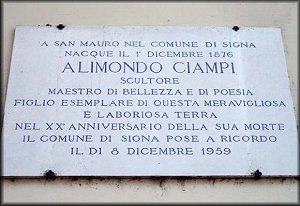 A SAN MAURO NEL COMUNE DI SIGNA
NACQUE IL 1° DICEMBRE 1876
ALIMONDO CIAMPI
SCULTORE
MAESTRO DI BELLEZZA E DI POESIA
FIGLIO ESEMPLARE DI QUESTA MERAVIGLIOSA
E LABORIOSA TERRA
NEL XX° ANNIVERSARIO DELLA SUA MORTE
IL COMUNE DI SIGNA POSE A RICORDO
IL DI 8 DICEMBRE 1959